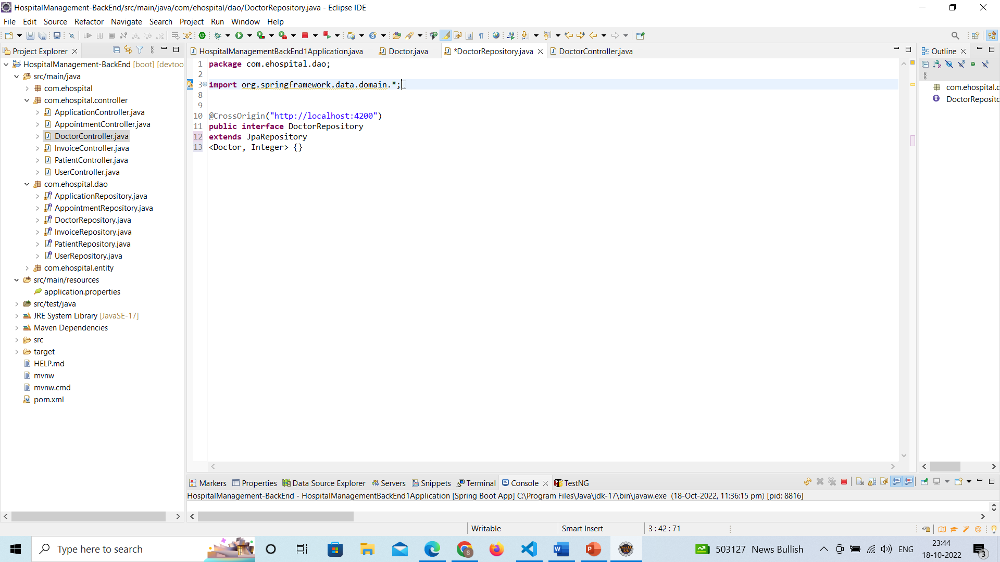 HospitalManagement-BackEnd/src/main/java/com/ehospital/dao/DoctorRepository.java - Eclipse IDE
File Edit Source Refactor Navigate Search Project Run Window Help
Project Explorer
HospitalManagement-BackEnd [boot] [devtoo
src/main/java
com.ehospital
com.ehospital.controller
ApplicationController.java
AppointmentController.java
DoctorController.java
InvoiceController.java
PatientController.java
UserController.java
com.ehospital.dao
ApplicationRepository.java
AppointmentRepository.java
DoctorRepository.java
InvoiceRepository.java
PatientRepository.java
UserRepository.java
com.ehospital.entity
src/main/resources
application.properties
src/test/java
JRE System Library [JavaSE-17]
Maven Dependencies
src
target
HELP.md
mvnw
mvnw.cmd
pom.xml
HospitalManagementBackEnd1Application.java Doctor.java *DoctorRepository.java DoctorController.java
1 package com.ehospital.dao;
2
3 import org.springframework.data.domain.*;
8
9
10 @CrossOrigin("http://localhost:4200")
11 public interface DoctorRepository
12 extends JpaRepository
13 <Doctor, Integer> {}
Outline
com.ehospital.c
DoctorReposito
Markers Properties Data Source Explorer Servers Snippets Terminal Console TestNG
HospitalManagement-BackEnd - HospitalManagementBackEnd1Application [Spring Boot App] C:\Program Files\Java\jdk-17\bin\javaw.exe (18-Oct-2022, 11:36:15 pm) [pid: 8816]
Writable Smart Insert 3 : 42 : 71
Type here to search
503127 News Bullish
ENG
23:44
18-10-2022
3